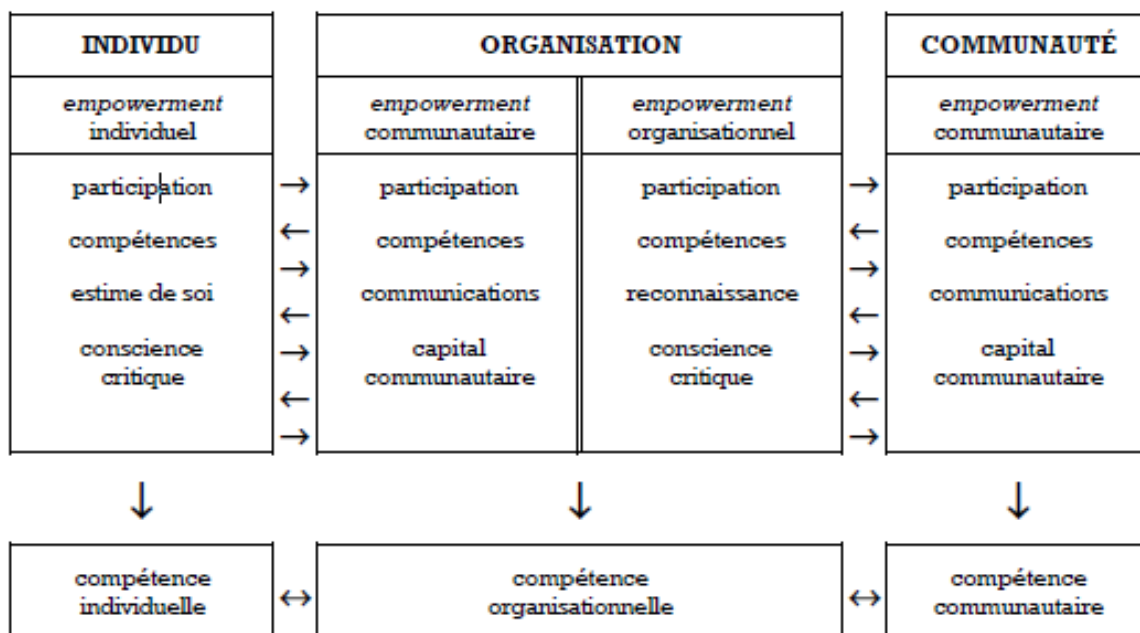 INDIVIDU
ORGANISATION
COMMUNAUTÉ
empowerment
individuel
empowerment
communautaire
empowerment
organisationnel
empowerment
communautaire
participation
→
participation
participation
→
participation
←
←
compétences
compétences
compétences
compétences
→
→
estime de soi
communications
reconnaissance
communications
←
←
conscience
critique
→
capital
communautaire
conscience
critique
→
capital
communautaire
←
←
→
→
↓
↓
↓
compétence
individuelle
↔
compétence
organisationnelle
↔
compétence
communautaire